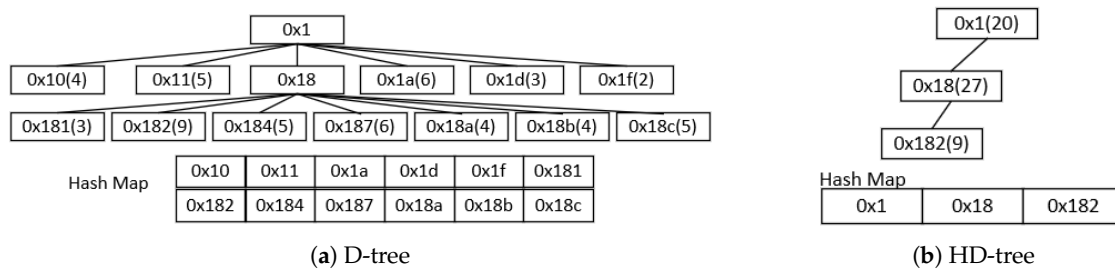 0x1
0x10(4) 0x11(5) 0x18 0x1a(6) 0x1d(3) 0x1f(2)
0x181(3) 0x182(9) 0x184(5) 0x187(6) 0x18a(4) 0x18b(4) 0x18c(5)
Hash Map
0x10 0x11 0x1a 0x1d 0x1f 0x181
0x182 0x184 0x187 0x18a 0x18b 0x18c
(a) D-tree
0x1(20)
0x18(27)
0x182(9)
Hash Map
0x1 0x18 0x182
(b) HD-tree